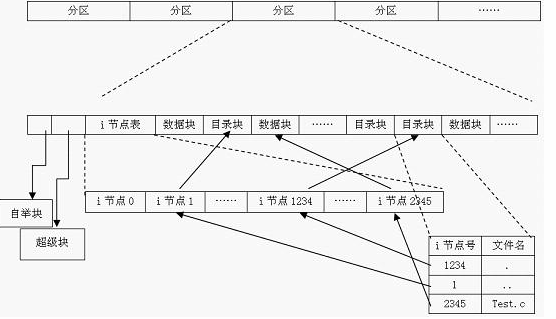 分区 分区 分区 分区 ……
i 节点表 数据块 目录块 数据块 …… 目录块 目录块 数据块 ……
i 节点 0 i 节点 1 …… i 节点 1234 …… i 节点 2345
自举块
超级块
i 节点号 文件名
1234 .
1 ..
2345 Test.c